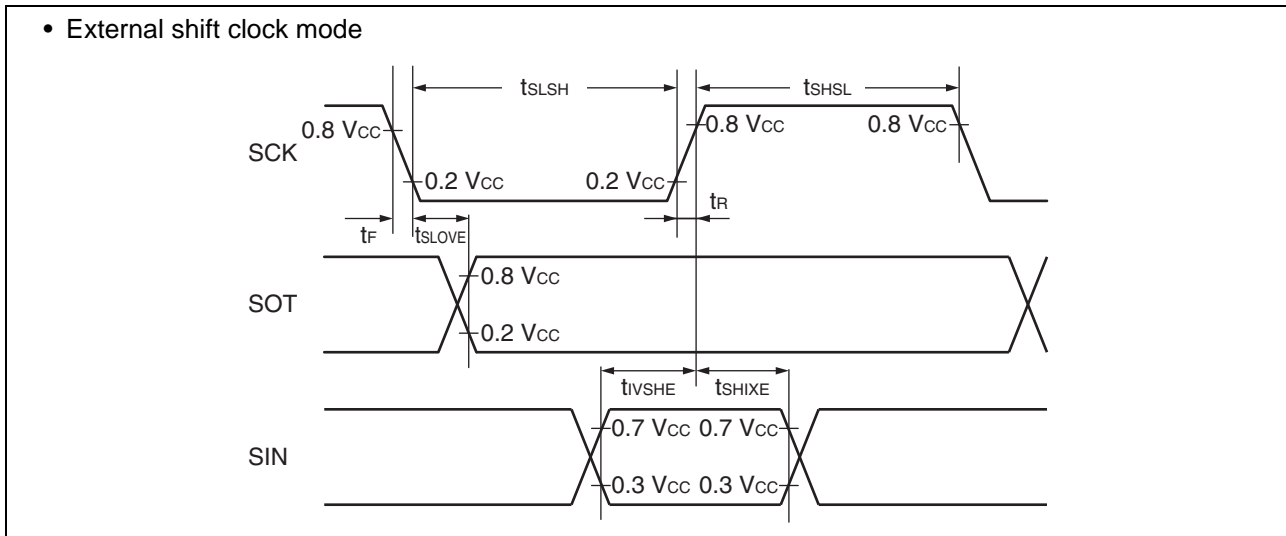 • External shift clock mode
tSLSH
tSHSL
0.8 VCC
0.8 VCC
0.8 VCC
SCK
0.2 VCC
0.2 VCC
tR
tF
tSLOVE
0.8 VCC
SOT
0.2 VCC
tIVSHE
tSHIXE
0.7 VCC
0.7 VCC
SIN
0.3 VCC
0.3 VCC